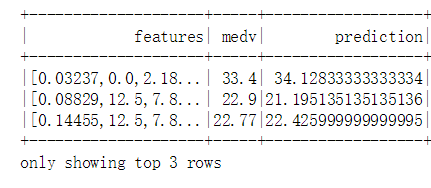 +--------------------+-----+------------------+
|            features| medv|        prediction|
+--------------------+-----+------------------+
|[0.03237,0.0,2.18...| 33.4| 34.12833333333334|
|[0.08829,12.5,7.8...| 22.9|21.195135135135136|
|[0.14455,12.5,7.8...|22.77|22.425999999999995|
+--------------------+-----+------------------+
only showing top 3 rows